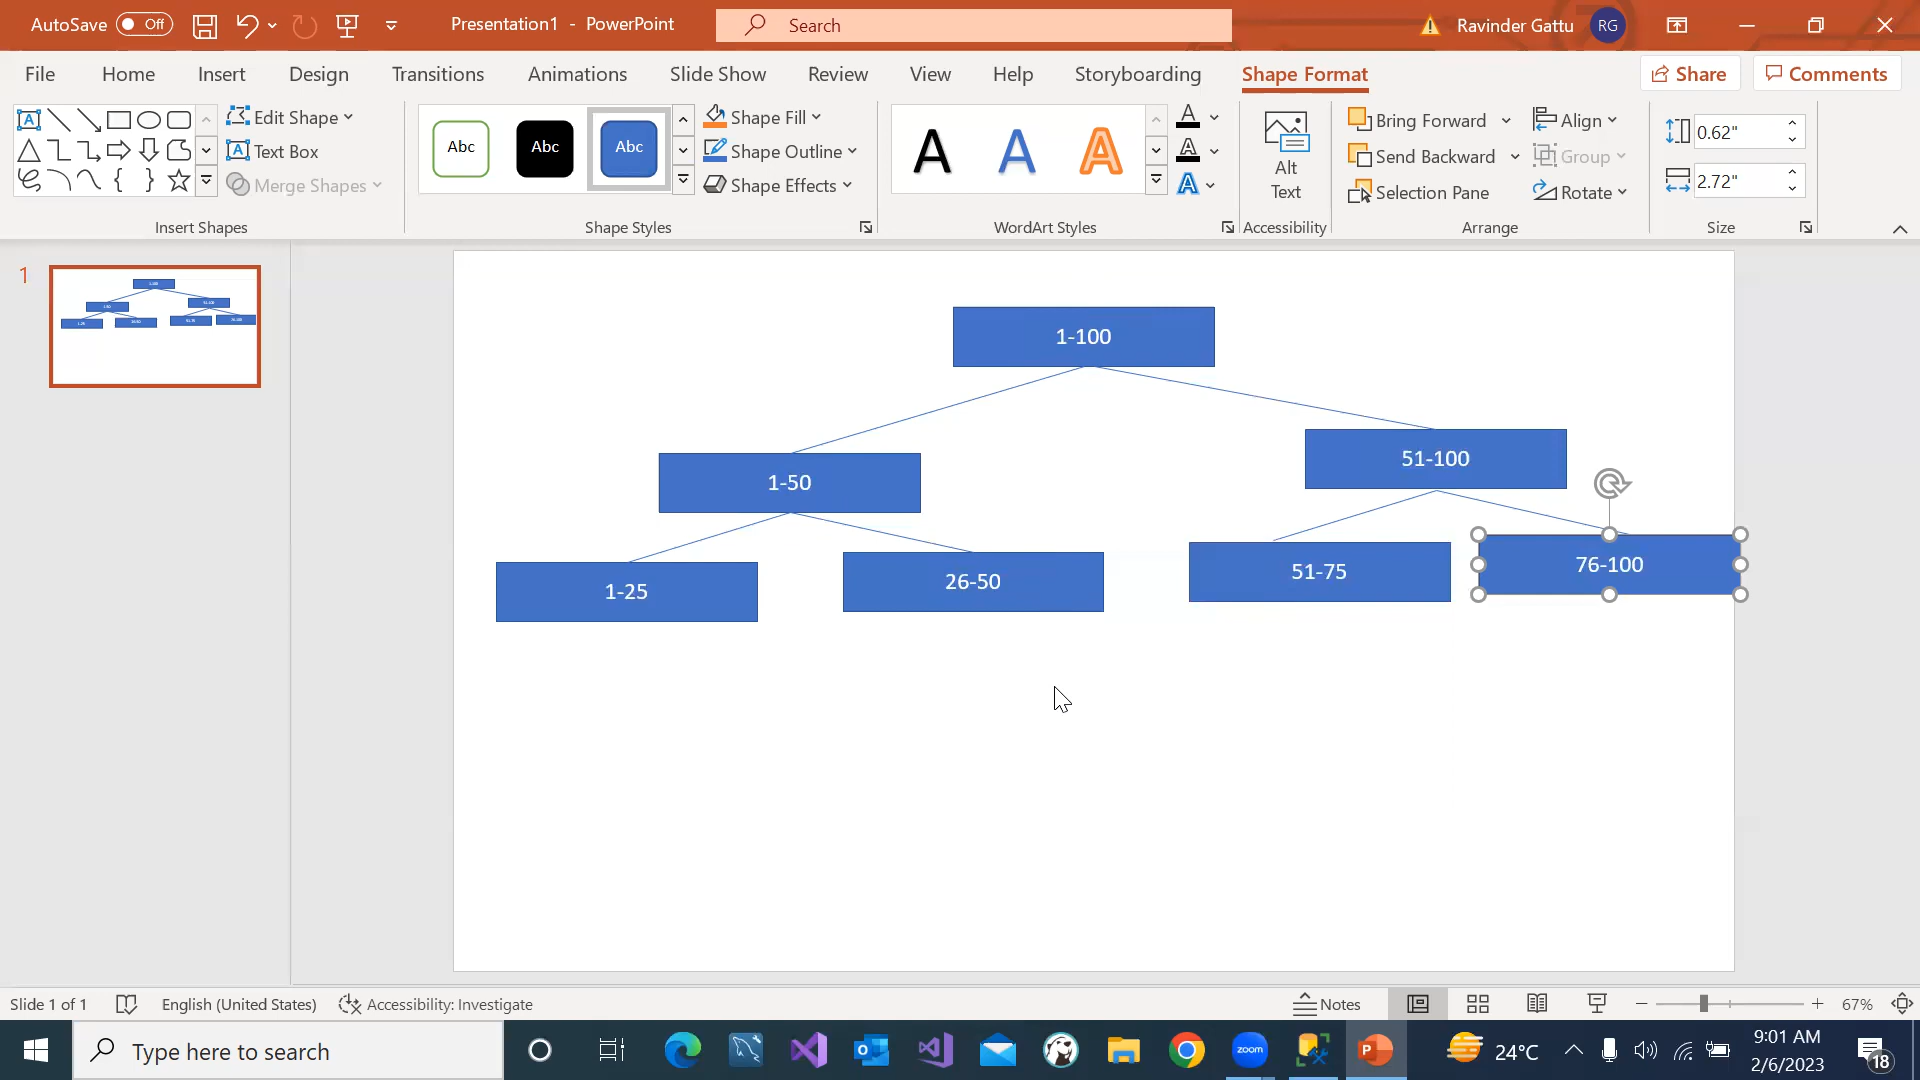 AutoSave Off
Presentation1 - PowerPoint
Search
Ravinder Gattu RG
File Home Insert Design Transitions Animations Slide Show Review View Help Storyboarding Shape Format
Share Comments
Edit Shape
Text Box
Merge Shapes
Insert Shapes
Abc Abc Abc
Shape Fill
Shape Outline
Shape Effects
Shape Styles
A A A
WordArt Styles
Alt
Text
Accessibility
Bring Forward
Send Backward
Selection Pane
Align
Group
Rotate
Arrange
0.62"
2.72"
Size
1
1-100
1-50
51-100
1-25
26-50
51-75
76-100
Slide 1 of 1
English (United States)
Accessibility: Investigate
Notes
67%
Type here to search
zoom
24°C
9:01 AM
2/6/2023
18